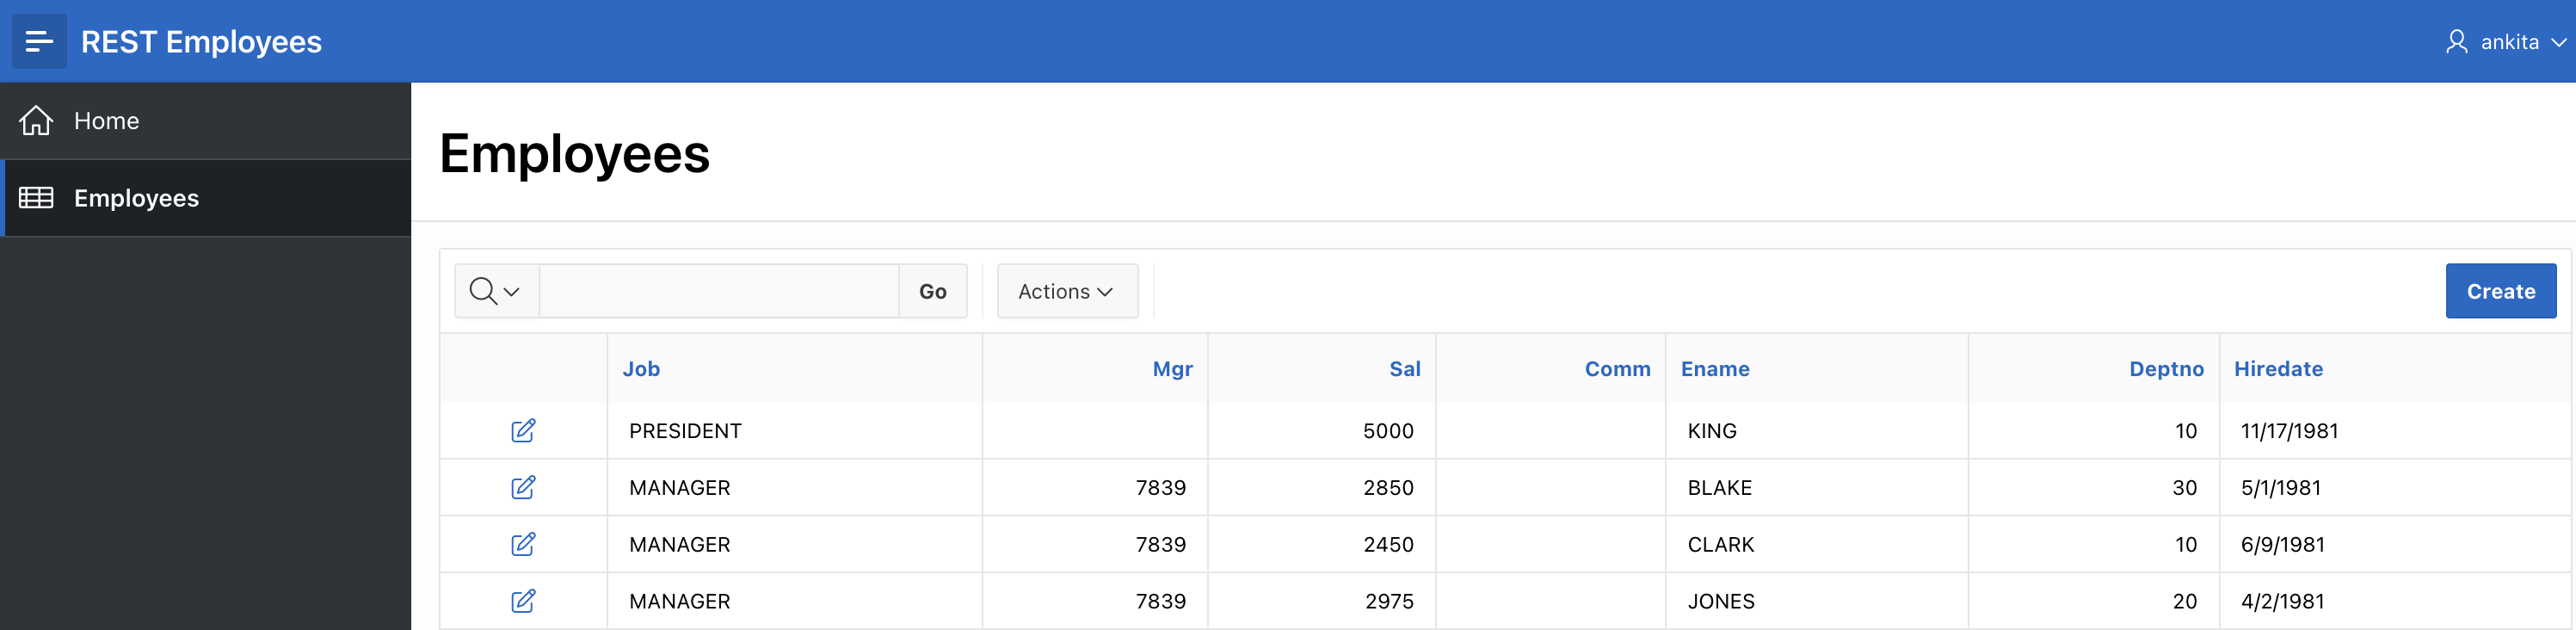 REST Employees
ankita
Home
Employees
Employees
Go
Actions
Create
Job Mgr Sal Comm Ename Deptno Hiredate
PRESIDENT 5000 KING 10 11/17/1981
MANAGER 7839 2850 BLAKE 30 5/1/1981
MANAGER 7839 2450 CLARK 10 6/9/1981
MANAGER 7839 2975 JONES 20 4/2/1981